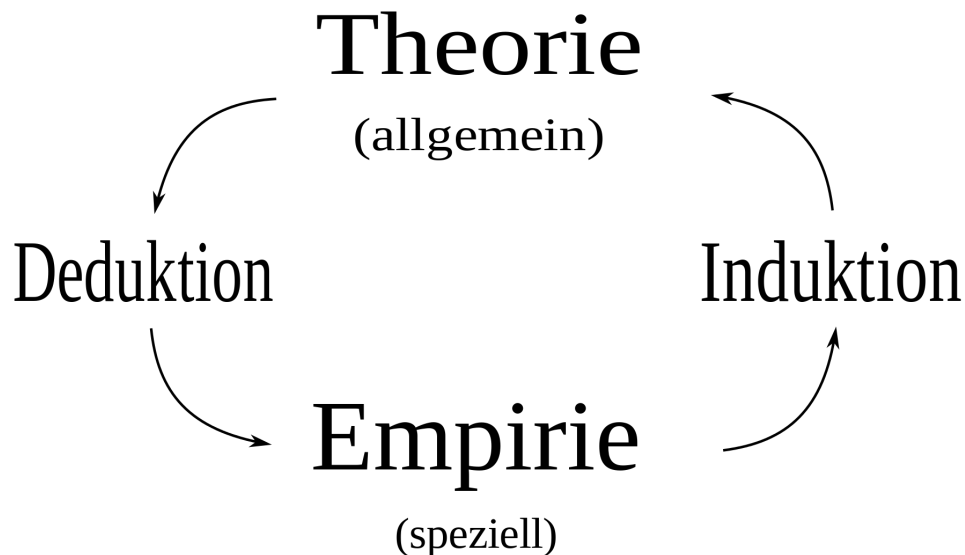 Theorie
(allgemein)
Deduktion
Induktion
Empirie
(speziell)